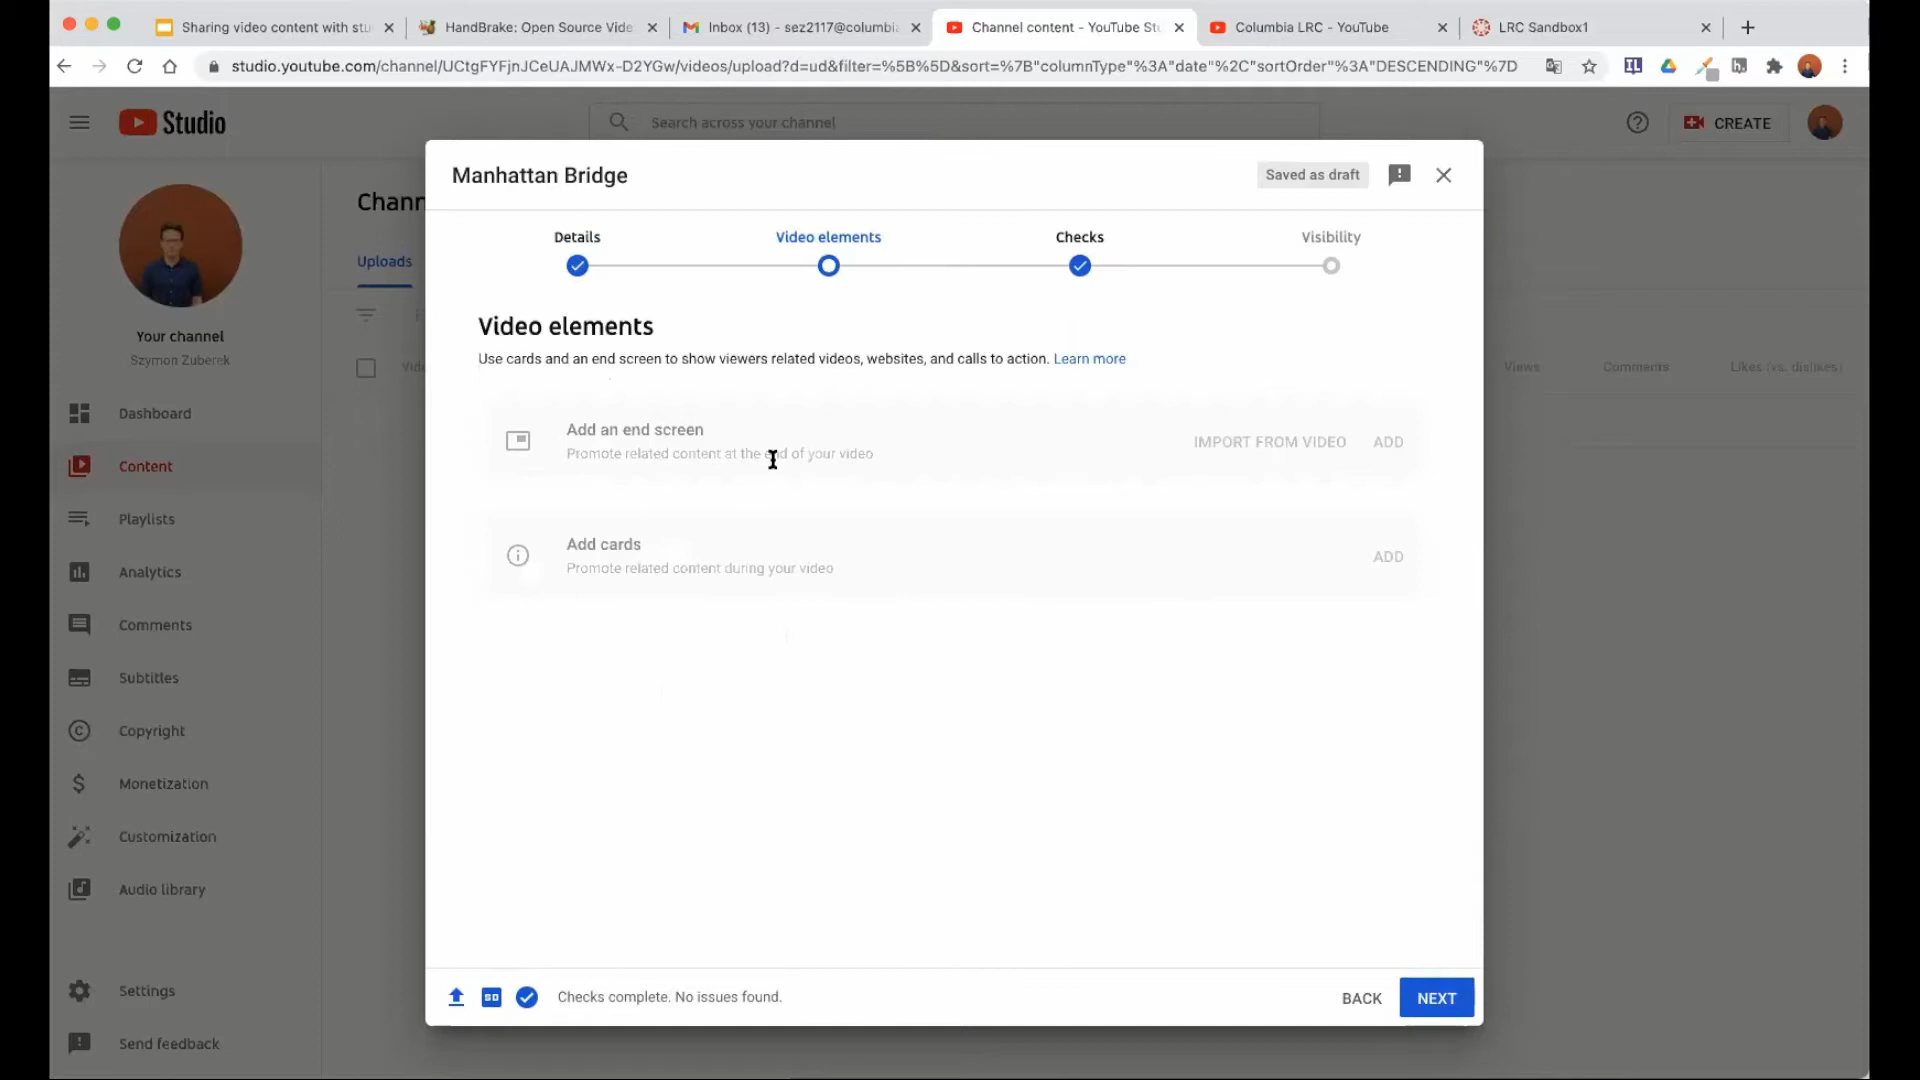 Sharing video content with stu
HandBrake: Open Source Vide
Inbox (13) - sez2117@columbia
Channel content - YouTube Stu
Columbia LRC - YouTube
LRC Sandbox1
studio.youtube.com/channel/UCtgFYFjnJCeUAJMWx-D2YGw/videos/upload?d=ud&filter=%5B%5D&sort=%7B"columnType"%3A"date"%2C"sortOrder"%3A"DESCENDING"%7D
Studio
Search across your channel
CREATE
Your channel
Szymon Zuberek
Dashboard
Content
Playlists
Analytics
Comments
Subtitles
Copyright
Monetization
Customization
Audio library
Settings
Send feedback
Chann
Uploads
Vide
Views
Comments
Likes (vs. dislikes)
Manhattan Bridge
Saved as draft
Details
Video elements
Checks
Visibility
Video elements
Use cards and an end screen to show viewers related videos, websites, and calls to action. Learn more
Add an end screen
Promote related content at the end of your video
IMPORT FROM VIDEO
ADD
Add cards
Promote related content during your video
ADD
SD
Checks complete. No issues found.
BACK
NEXT